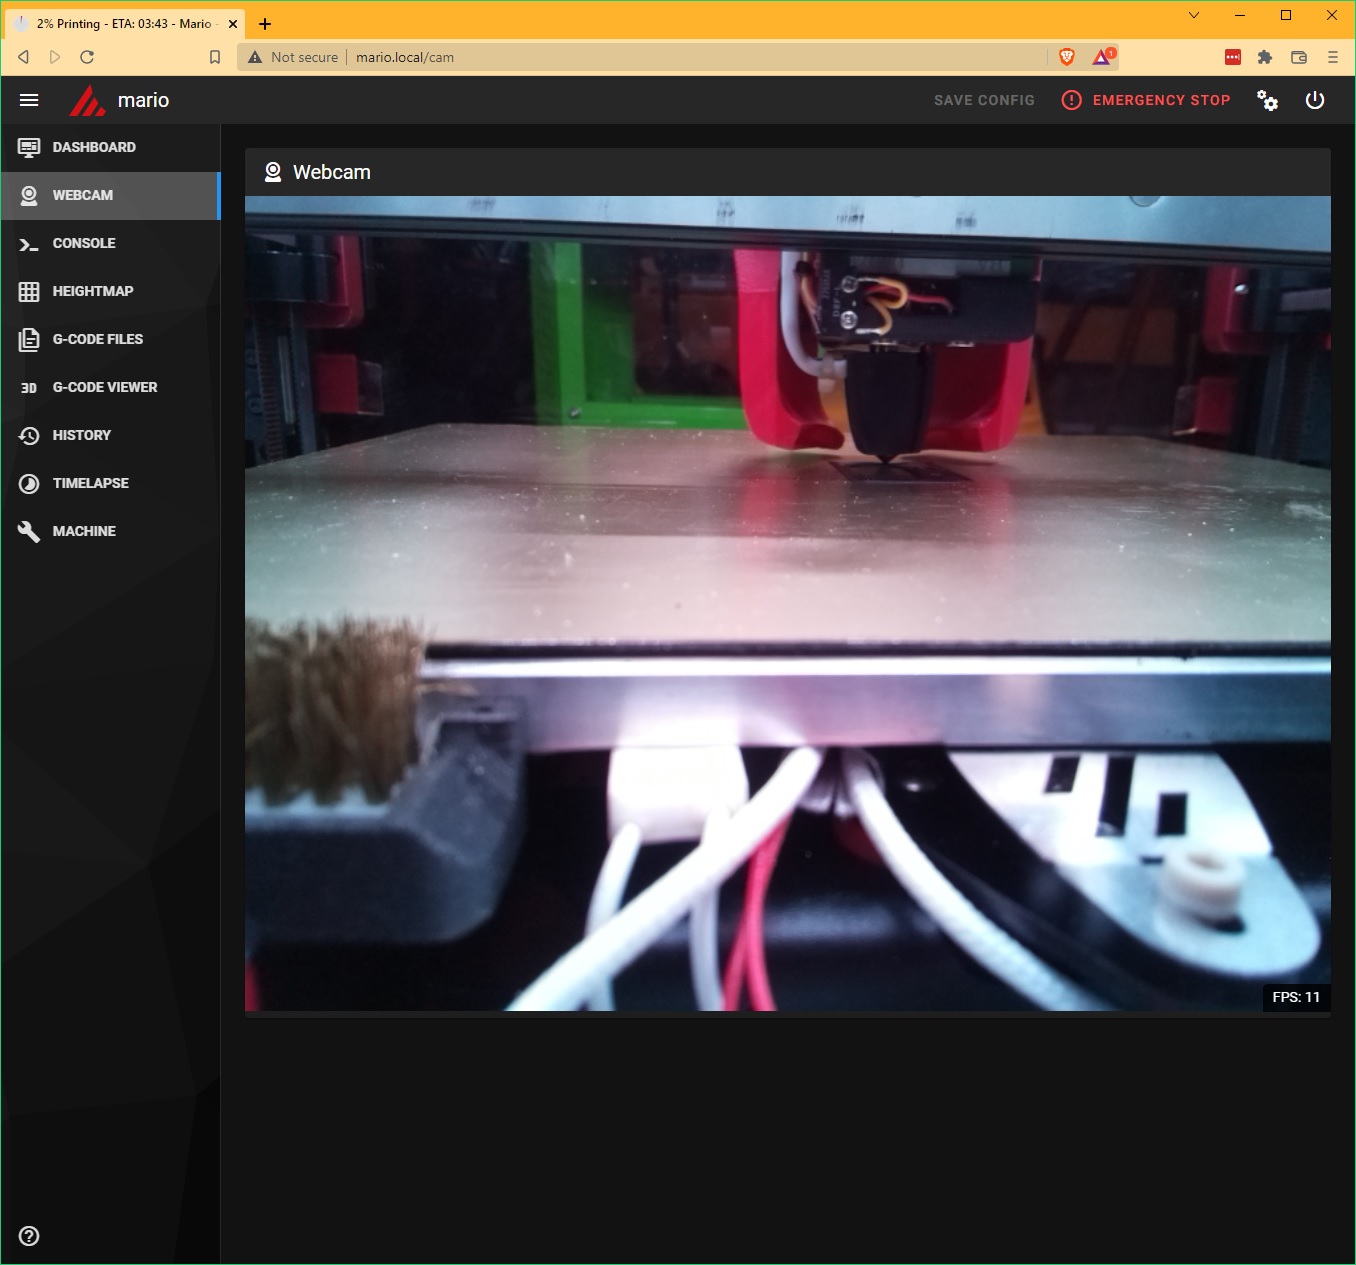 2% Printing - ETA: 03:43 - Mario
Not secure
mario.local/cam
1
mario
SAVE CONFIG
EMERGENCY STOP
DASHBOARD
WEBCAM
CONSOLE
HEIGHTMAP
G-CODE FILES
3D G-CODE VIEWER
HISTORY
TIMELAPSE
MACHINE
Webcam
FPS: 11